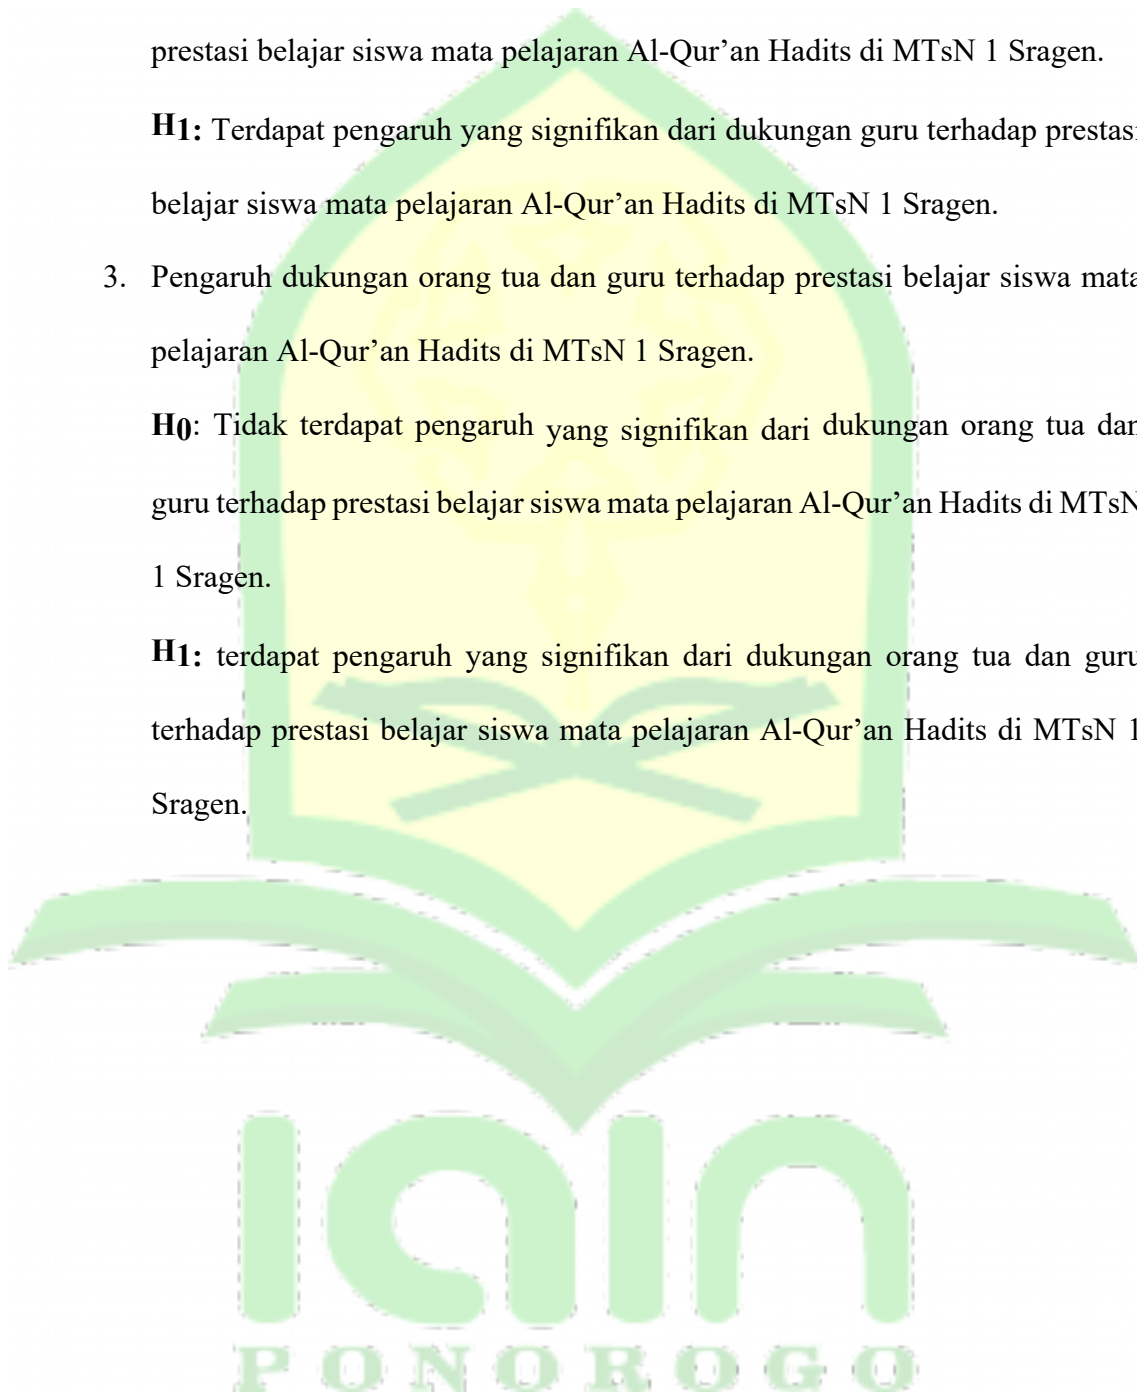 prestasi belajar siswa mata pelajaran Al-Qur’an Hadits di MTsN 1 Sragen.
H1: Terdapat pengaruh yang signifikan dari dukungan guru terhadap prestasi
belajar siswa mata pelajaran Al-Qur’an Hadits di MTsN 1 Sragen.
3. Pengaruh dukungan orang tua dan guru terhadap prestasi belajar siswa mata
pelajaran Al-Qur’an Hadits di MTsN 1 Sragen.
H0: Tidak terdapat pengaruh yang signifikan dari dukungan orang tua dan
guru terhadap prestasi belajar siswa mata pelajaran Al-Qur’an Hadits di MTsN
1 Sragen.
H1: terdapat pengaruh yang signifikan dari dukungan orang tua dan guru
terhadap prestasi belajar siswa mata pelajaran Al-Qur’an Hadits di MTsN 1
Sragen.
iain
PONOROGO